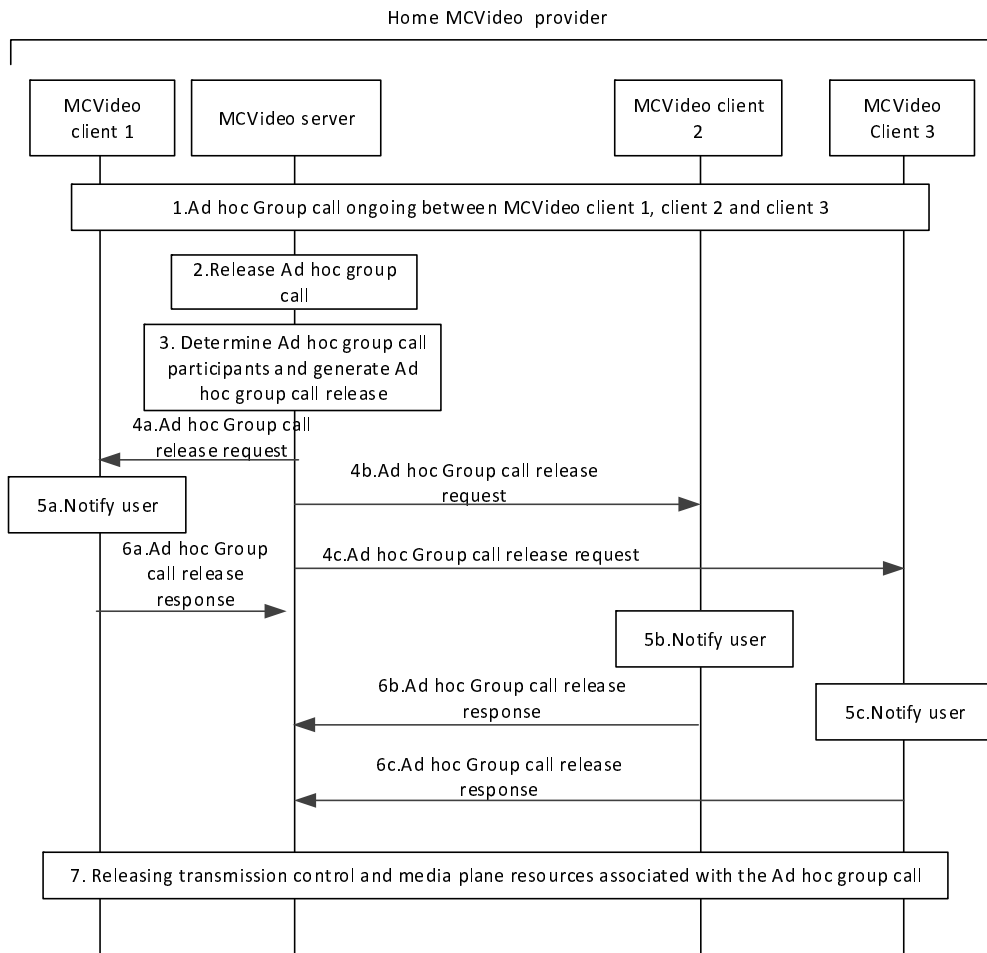 Home MCVideo provider
MCVideo
client 1
MCVideo server
MCVideo client
2
MCVideo
Client 3
1.Ad hoc Group call ongoing between MCVideo client 1, client 2 and client 3
2.Release Ad hoc group
call
3. Determine Ad hoc group call
participants and generate Ad
hoc group call release
4a.Ad hoc Group call
release request
4b.Ad hoc Group call release
request
5a.Notify user
6a.Ad hoc Group
call release
response
4c.Ad hoc Group call release request
5b.Notify user
6b.Ad hoc Group call release
response
5c.Notify user
6c.Ad hoc Group call release
response
7. Releasing transmission control and media plane resources associated with the Ad hoc group call